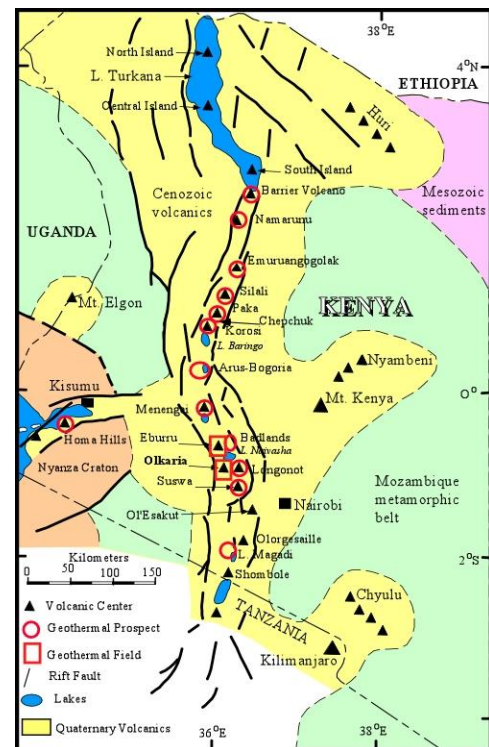 38°E
North Island
4°N
L. Turkana
ETHIOPIA
Central Island
Huri
South Island
Barrier Volcano
Cenozoic
volcanics
Mesozoic
sediments
Namarunu
UGANDA
Emuruangogolak
Silali
Mt. Elgon
Paka
KENYA
Chepchuk
Korosi
L. Baringo
Nyambeni
Arus-Bogoria
0°
Kisumu
Mt. Kenya
Menengai
Homa Hills
Eburru
Badlands
L. Naivasha
Nyanza Craton
Olkaria
Longonot
Suswa
Mozambique
metamorphic
belt
Nairobi
Ol'Esakut
Olorgesaille
Kilometers
L. Magadi
2°S
0 50 100 150
Shombole
Chyulu
Volcanic Center
TANZANIA
Geothermal Prospect
Geothermal Field
Kilimanjaro
Rift Fault
Lakes
Quaternary Volcanics
36°E
38°E